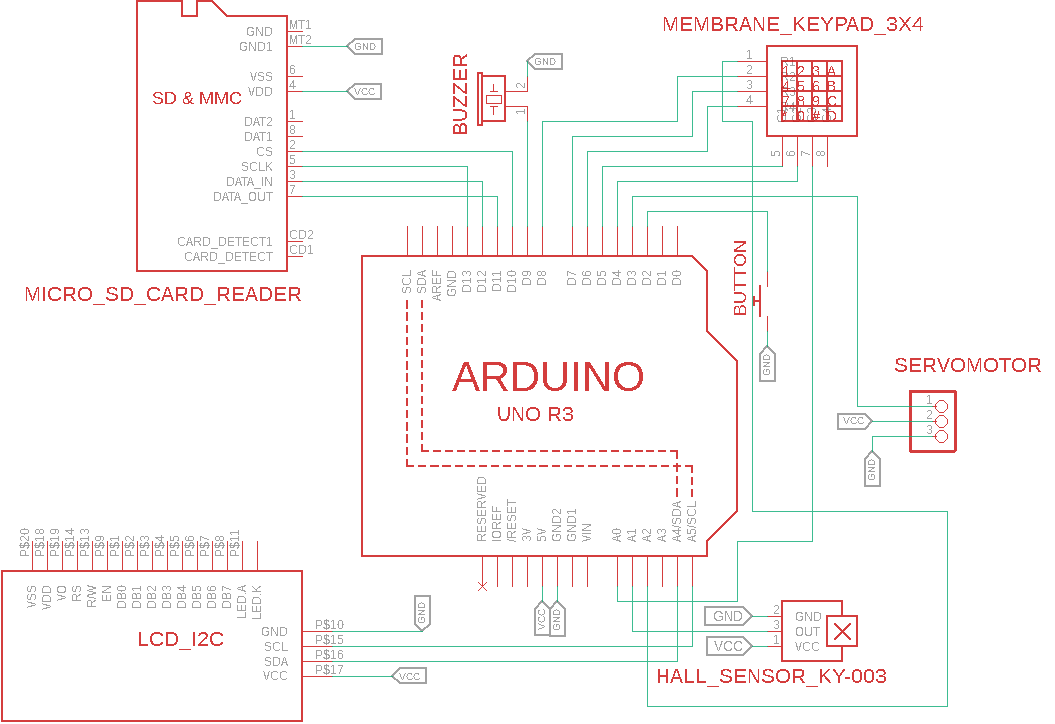 MEMBRANE_KEYPAD_3X4
1
2
3
4
1 2 3 A
4 5 6 B
7 8 9 C
* 0 # D
5 6 7 8
MT1
GND
MT2
GND1
GND
6
VSS
4
VDD
VCC
SD & MMC
1
DAT2
8
DAT1
2
CS
5
SCLK
3
DATA_IN
7
DATA_OUT
CD2
CARD_DETECT1
CD1
CARD_DETECT
MICRO_SD_CARD_READER
BUZZER
GND
2
1
SCL SDA AREF GND D13 D12 D11 D10 D9 D8 D7 D6 D5 D4 D3 D2 D1 D0
ARDUINO
UNO R3
BUTTON
GND
SERVOMOTOR
1
2
3
VCC
GND
RESERVED IOREF /RESET 3V 5V GND2 GND1 VIN A0 A1 A2 A3 A4/SDA A5/SCL
VCC GND
P$20 P$18 P$19 P$14 P$13 P$9 P$1 P$2 P$3 P$4 P$5 P$6 P$7 P$8 P$11
VSS VDD VO RS R/W EN DB0 DB1 DB2 DB3 DB4 DB5 DB6 DB7 LED.A LED.K
LCD_I2C
GND P$10
SCL P$15
SDA P$16
VCC P$17
GND
VCC
GND 2 GND
3 OUT
VCC 1 VCC
HALL_SENSOR_KY-003